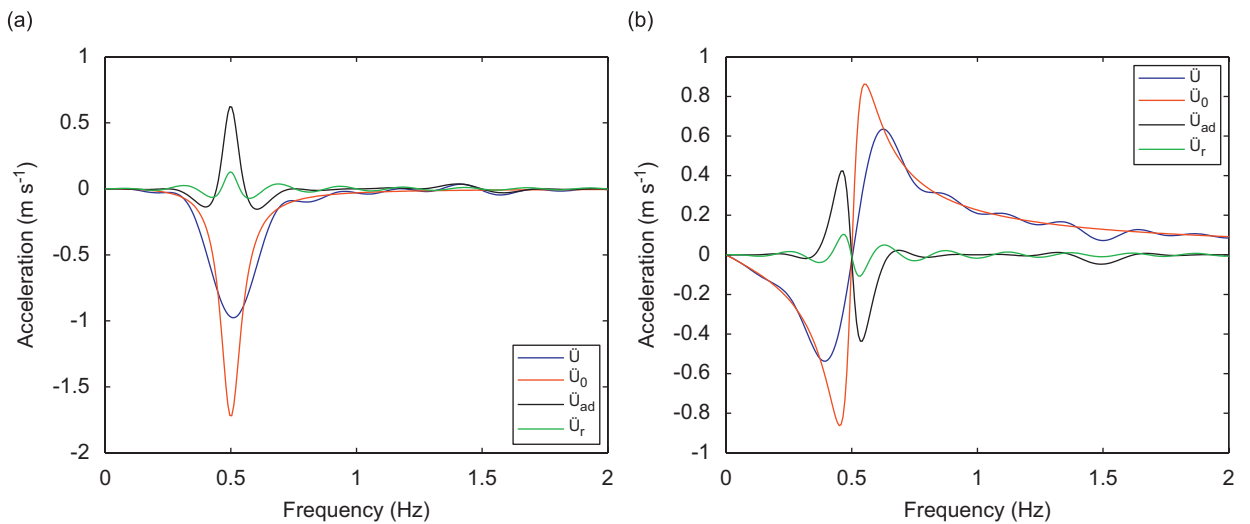 (a)
Acceleration (m s⁻¹)
1
0.5
0
-0.5
-1
-1.5
-2
0
0.5
1
1.5
2
Frequency (Hz)
Ü
Ü₀
Üad
Ür
(b)
Acceleration (m s⁻¹)
1
0.8
0.6
0.4
0.2
0
-0.2
-0.4
-0.6
-0.8
-1
0
0.5
1
1.5
2
Frequency (Hz)
Ü
Ü₀
Üad
Ür